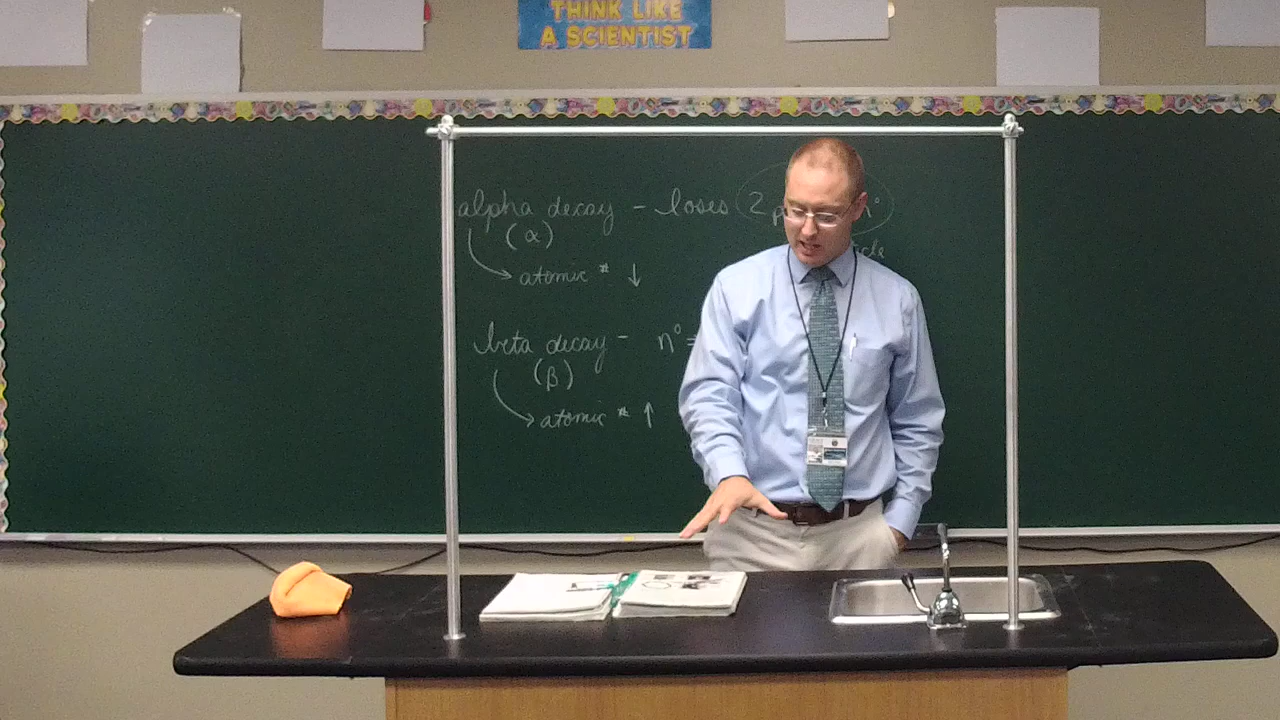 THINK LIKE
A SCIENTIST
alpha decay - loses 2 p n°
(α)
atomic # ↓
beta decay - n° =
(β)
atomic # ↑